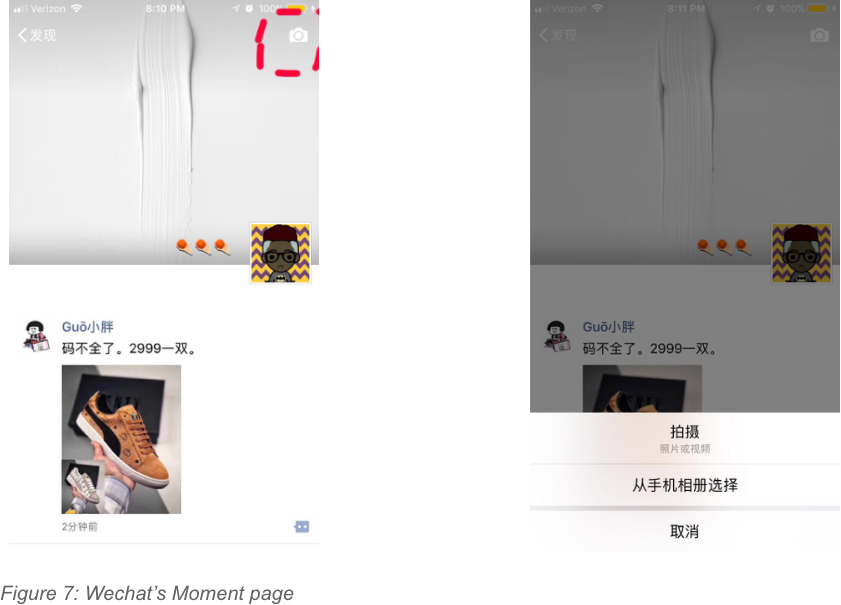 Verizon 8:10 PM 100%
发现
Guō小胖
码不全了。2999一双。
2分钟前
Verizon 8:11 PM 100%
发现
Guō小胖
码不全了。2999一双。
拍摄
照片或视频
从手机相册选择
取消
Figure 7: Wechat's Moment page